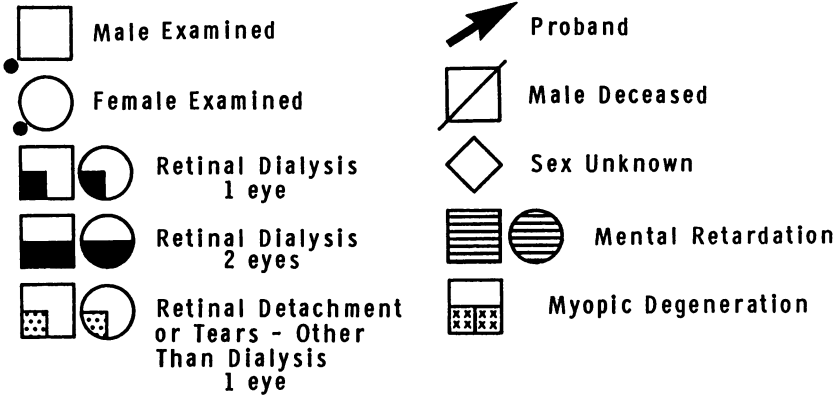 Male Examined
Female Examined
Retinal Dialysis
1 eye
Retinal Dialysis
2 eyes
Retinal Detachment
or Tears - Other
Than Dialysis
1 eye
Proband
Male Deceased
Sex Unknown
Mental Retardation
Myopic Degeneration